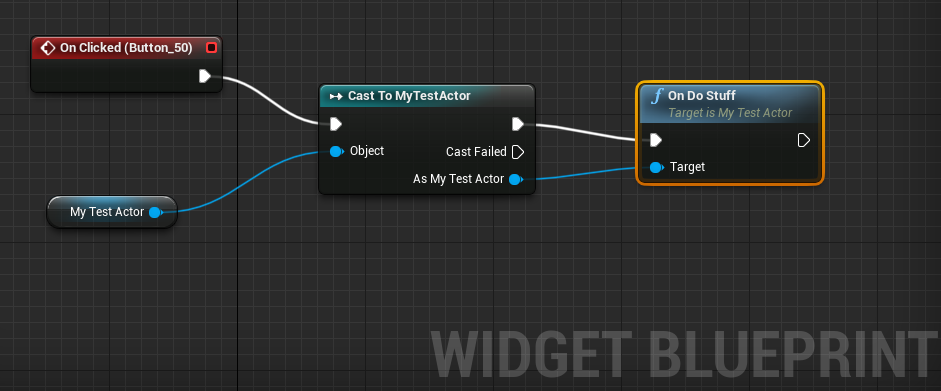 On Clicked (Button_50)
Cast To MyTestActor
Object
Cast Failed
As My Test Actor
On Do Stuff
Target is My Test Actor
Target
My Test Actor
WIDGET BLUEPRINT